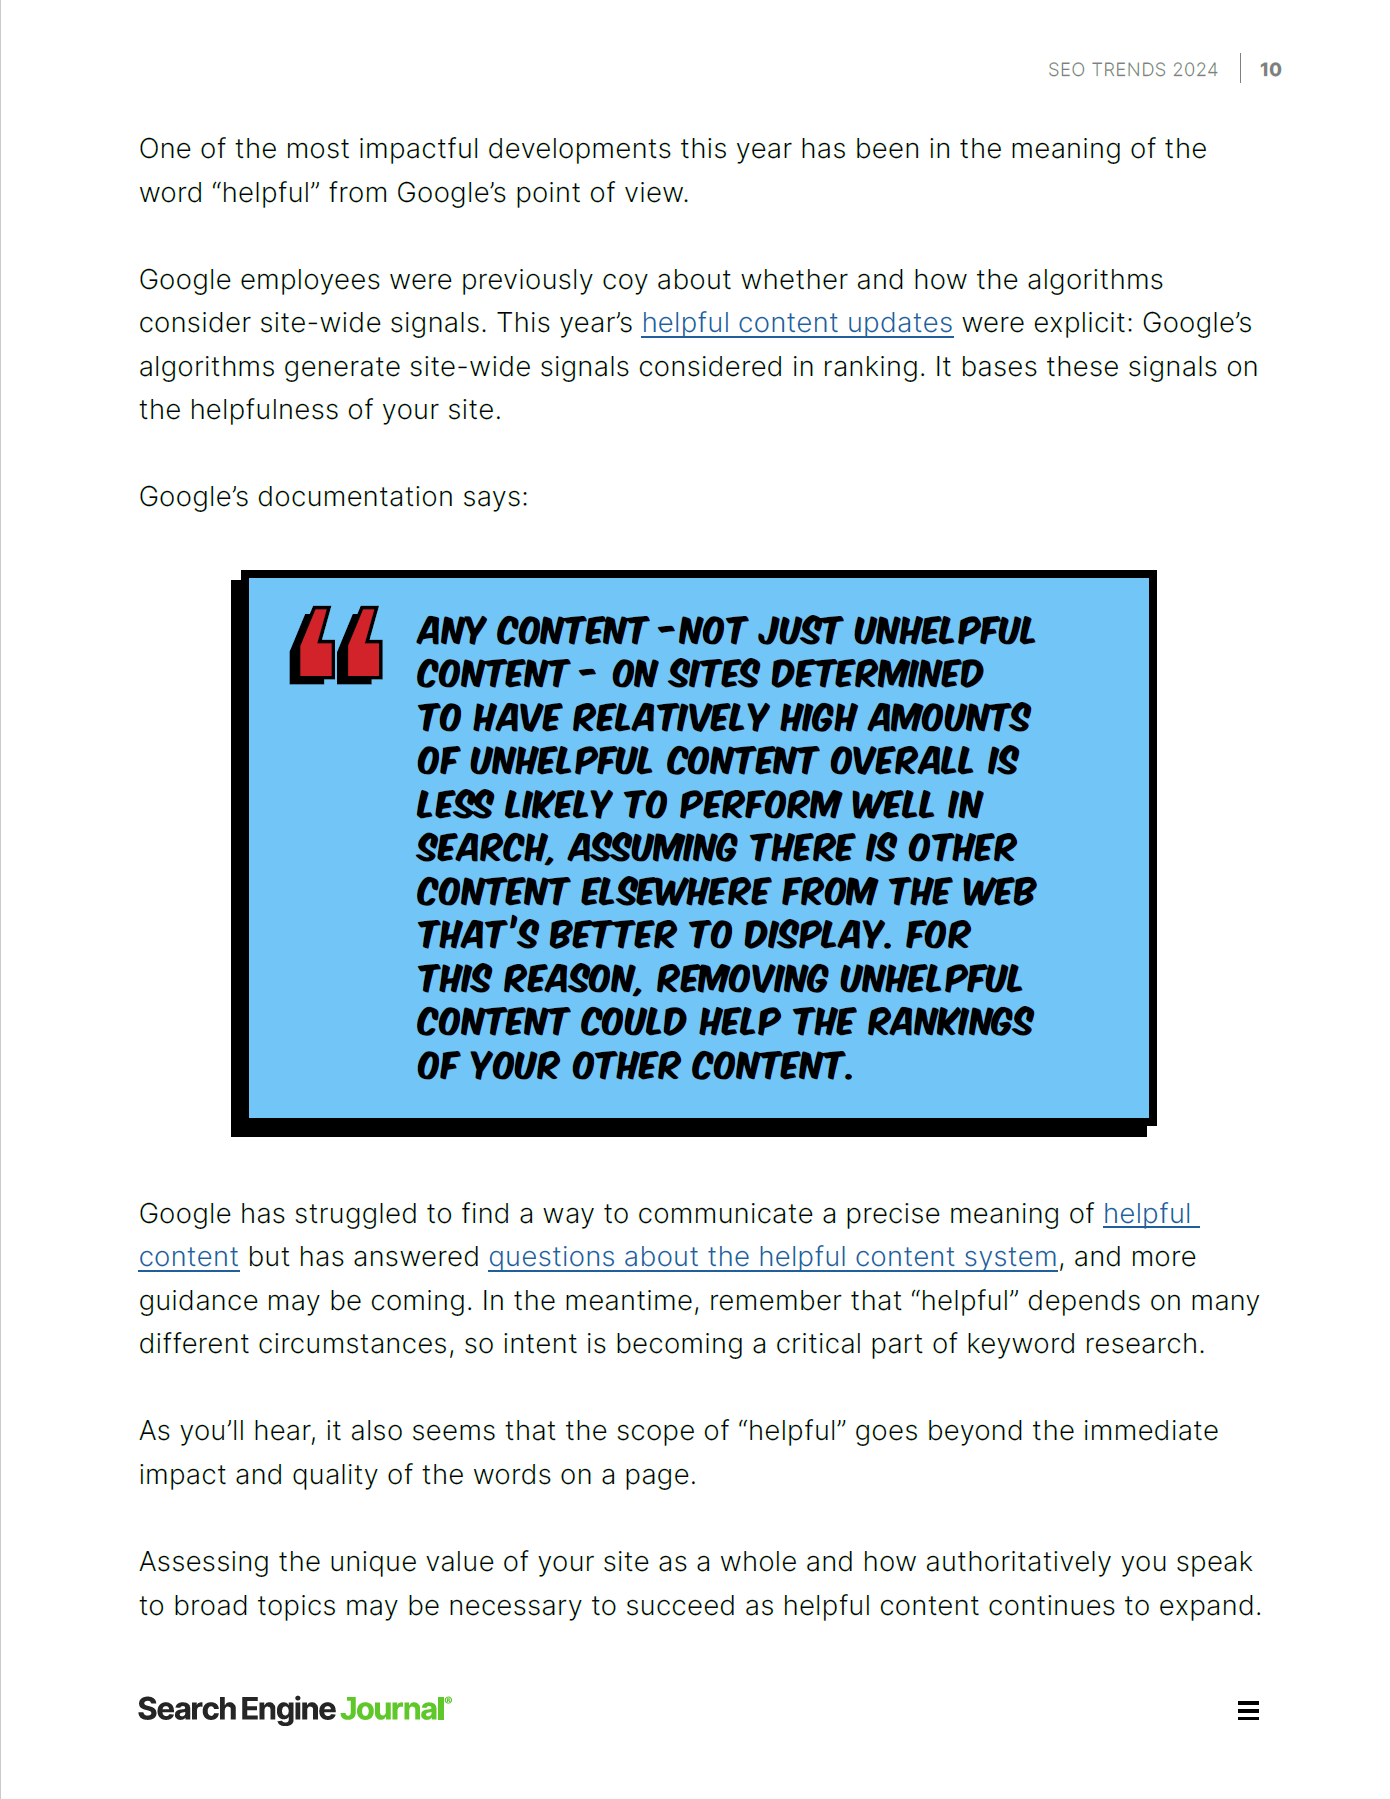 SEO TRENDS 2024 10
One of the most impactful developments this year has been in the meaning of the
word “helpful” from Google’s point of view.
Google employees were previously coy about whether and how the algorithms
consider site-wide signals. This year’s helpful content updates were explicit: Google’s
algorithms generate site-wide signals considered in ranking. It bases these signals on
the helpfulness of your site.
Google’s documentation says:
“
ANY CONTENT -NOT JUST UNHELPFUL
CONTENT - ON SITES DETERMINED
TO HAVE RELATIVELY HIGH AMOUNTS
OF UNHELPFUL CONTENT OVERALL IS
LESS LIKELY TO PERFORM WELL IN
SEARCH, ASSUMING THERE IS OTHER
CONTENT ELSEWHERE FROM THE WEB
THAT'S BETTER TO DISPLAY. FOR
THIS REASON, REMOVING UNHELPFUL
CONTENT COULD HELP THE RANKINGS
OF YOUR OTHER CONTENT.
Google has struggled to find a way to communicate a precise meaning of helpful
content but has answered questions about the helpful content system, and more
guidance may be coming. In the meantime, remember that “helpful” depends on many
different circumstances, so intent is becoming a critical part of keyword research.
As you’ll hear, it also seems that the scope of “helpful” goes beyond the immediate
impact and quality of the words on a page.
Assessing the unique value of your site as a whole and how authoritatively you speak
to broad topics may be necessary to succeed as helpful content continues to expand.
Search Engine Journal®